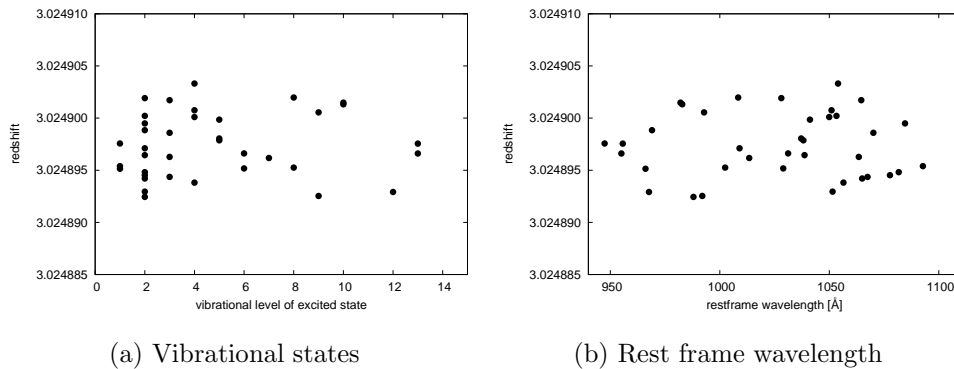 3.024910
3.024905
3.024900
3.024895
3.024890
3.024885
redshift
0 2 4 6 8 10 12 14
vibrational level of excited state
(a) Vibrational states
3.024910
3.024905
3.024900
3.024895
3.024890
3.024885
redshift
950 1000 1050 1100
restframe wavelength [Å]
(b) Rest frame wavelength